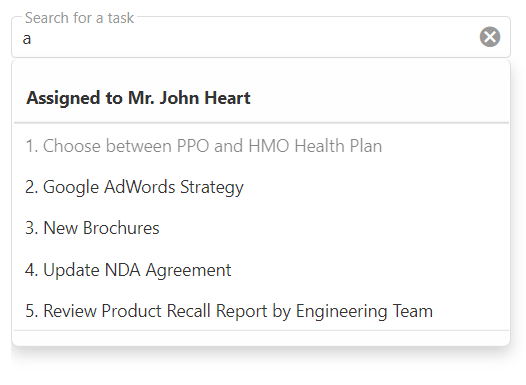 Search for a task
a
Assigned to Mr. John Heart
1. Choose between PPO and HMO Health Plan
2. Google AdWords Strategy
3. New Brochures
4. Update NDA Agreement
5. Review Product Recall Report by Engineering Team